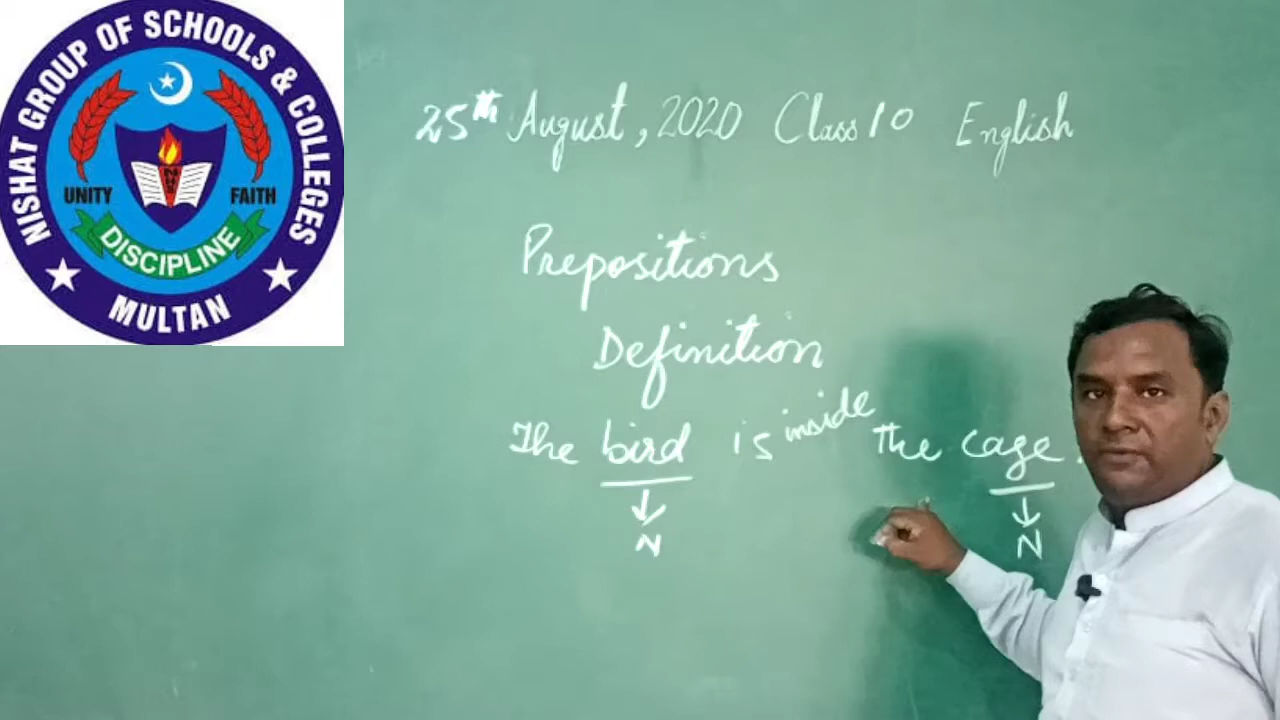 NISHAT GROUP OF SCHOOLS & COLLEGES
UNITY FAITH
DISCIPLINE
MULTAN
25th August, 2020 Class 10 English
Prepositions
Definition
The bird is inside the cage.
N N